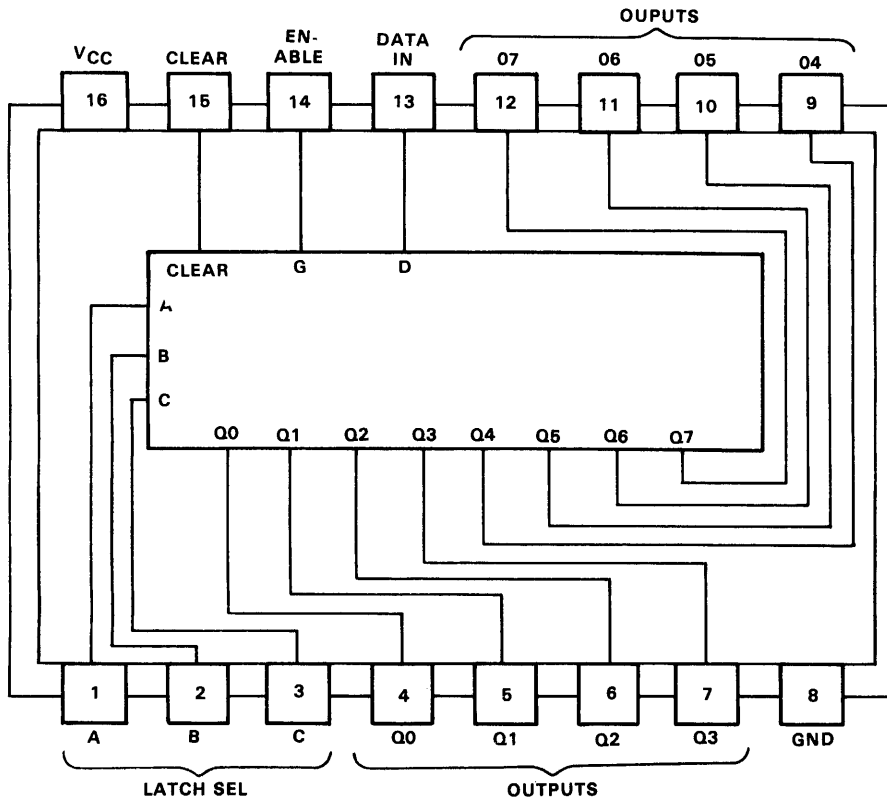 OUPUTS
VCC CLEAR EN-ABLE DATA IN 07 06 05 04
16 15 14 13 12 11 10 9
CLEAR G D
A
B
C
Q0 Q1 Q2 Q3 Q4 Q5 Q6 Q7
1 2 3 4 5 6 7 8
A B C Q0 Q1 Q2 Q3 GND
LATCH SEL OUTPUTS